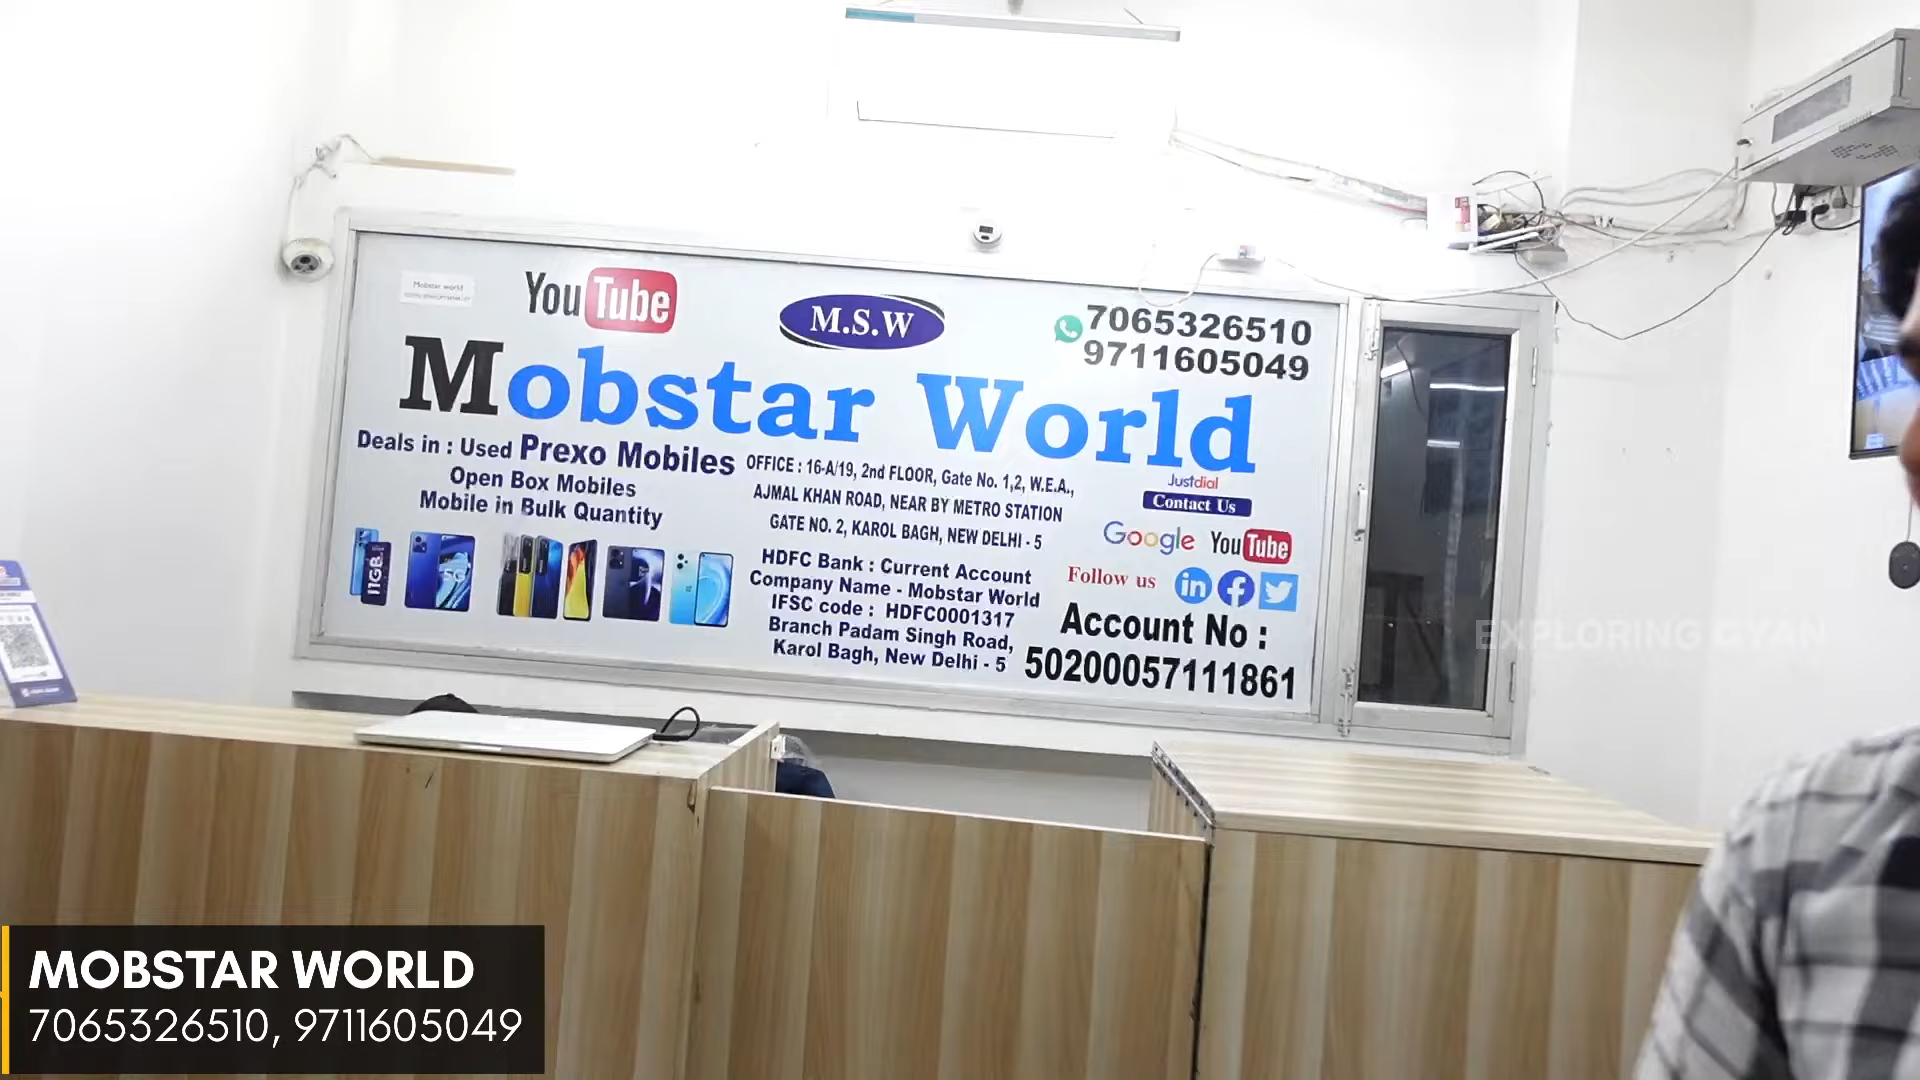 Mobstar world
YouTube
M.S.W
7065326510
9711605049
Mobstar World
Deals in : Used Prexo Mobiles
Open Box Mobiles
Mobile in Bulk Quantity
OFFICE : 16-A/19, 2nd FLOOR, Gate No. 1,2, W.E.A.,
AJMAL KHAN ROAD, NEAR BY METRO STATION
GATE NO. 2, KAROL BAGH, NEW DELHI - 5
HDFC Bank : Current Account
Company Name - Mobstar World
IFSC code : HDFC0001317
Branch Padam Singh Road,
Karol Bagh, New Delhi - 5
Justdial
Contact Us
Google YouTube
Follow us
Account No :
50200057111861
11GB
5G
EXPLORING GYAN
MOBSTAR WORLD
7065326510, 9711605049